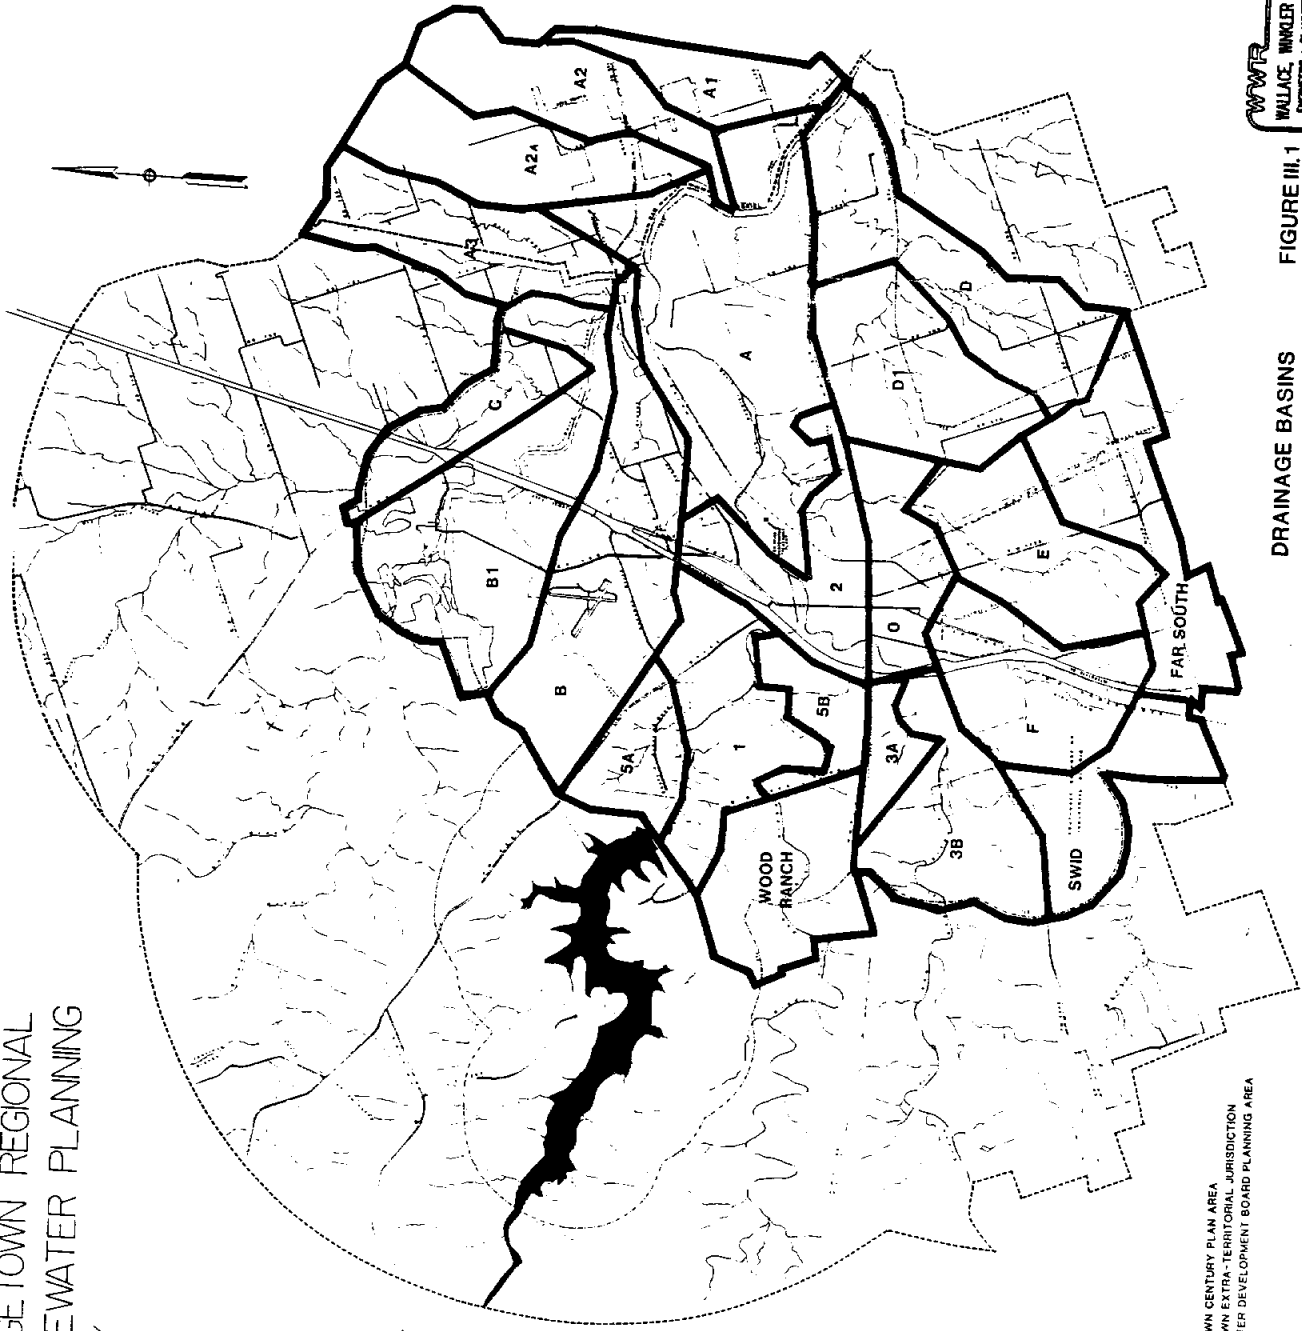 GETOWN REGIONAL
EWATER PLANNING
A2
A1
A2A
A3
C
A
D
D1
B1
B
2
0
E
5A
1
5B
3A
F
FAR SOUTH
WOOD
RANCH
3B
SWID
WN CENTURY PLAN AREA
WN EXTRA-TERRITORIAL JURISDICTION
TER DEVELOPMENT BOARD PLANNING AREA
DRAINAGE BASINS
FIGURE III. 1
WWR
WALLACE, WINKLER